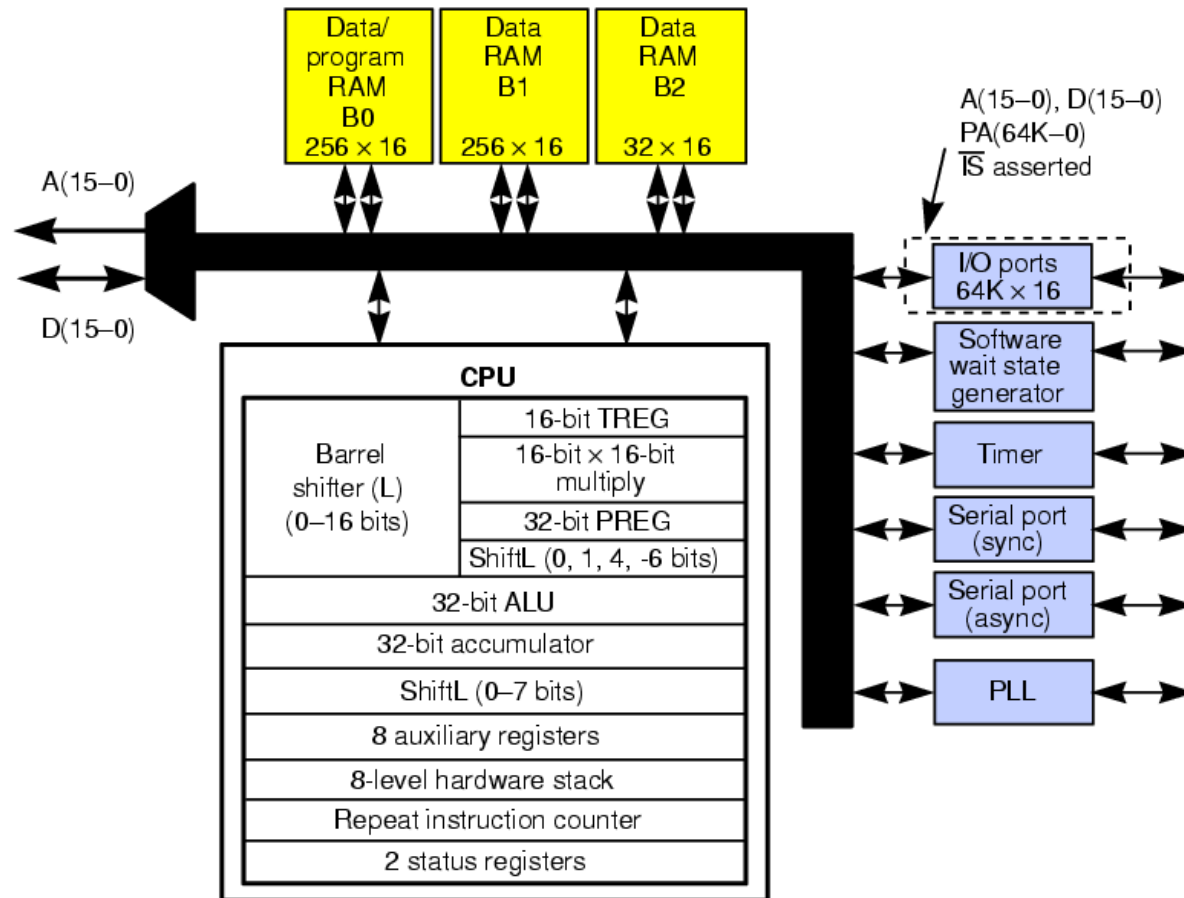 Data/
program
RAM
B0
256 × 16
Data
RAM
B1
256 × 16
Data
RAM
B2
32 × 16
A(15–0), D(15–0)
PA(64K–0)
I̅S̅ asserted
A(15–0)
D(15–0)
I/O ports
64K × 16
Software
wait state
generator
Timer
Serial port
(sync)
Serial port
(async)
PLL
CPU
Barrel
shifter (L)
(0–16 bits)
16-bit TREG
16-bit × 16-bit
multiply
32-bit PREG
ShiftL (0, 1, 4, -6 bits)
32-bit ALU
32-bit accumulator
ShiftL (0–7 bits)
8 auxiliary registers
8-level hardware stack
Repeat instruction counter
2 status registers